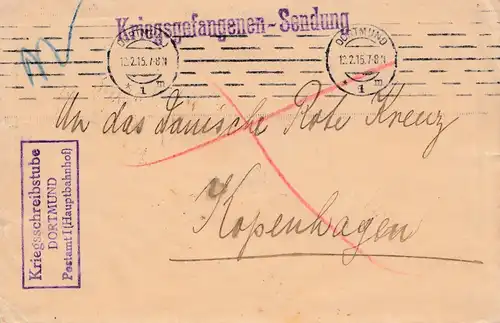 Kriegsgefangenen-Sendung
DORTMUND
12.2.15.7-8N
* 1 m
DORTMUND
12.2.15.7-8N
* 1 m
An das Dänische Rote Kreuz
Kopenhagen
Kriegsschreibstube
DORTMUND
Postamt I (Hauptbahnhof)